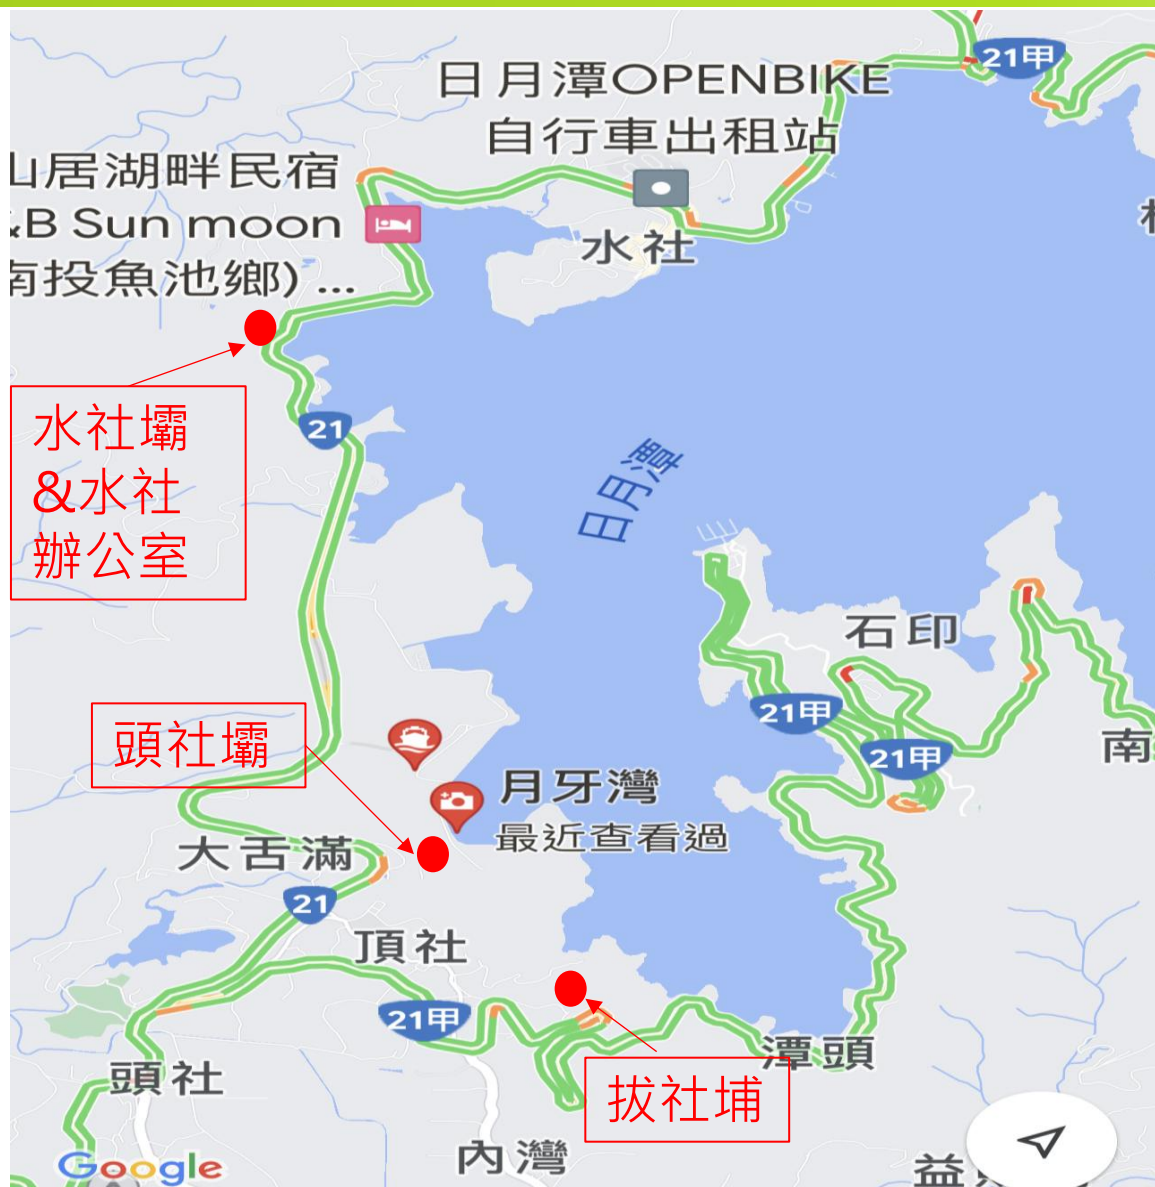 21甲
日月潭OPENBIKE
自行車出租站
山居湖畔民宿
&B Sun moon
南投魚池鄉) ...
水社
水社壩
&水社
辦公室
21
日月潭
石印
21甲
21甲
南
頭社壩
月牙灣
最近查看過
大舌滿
21
頂社
21甲
潭頭
頭社
拔社埔
內灣
Google
益